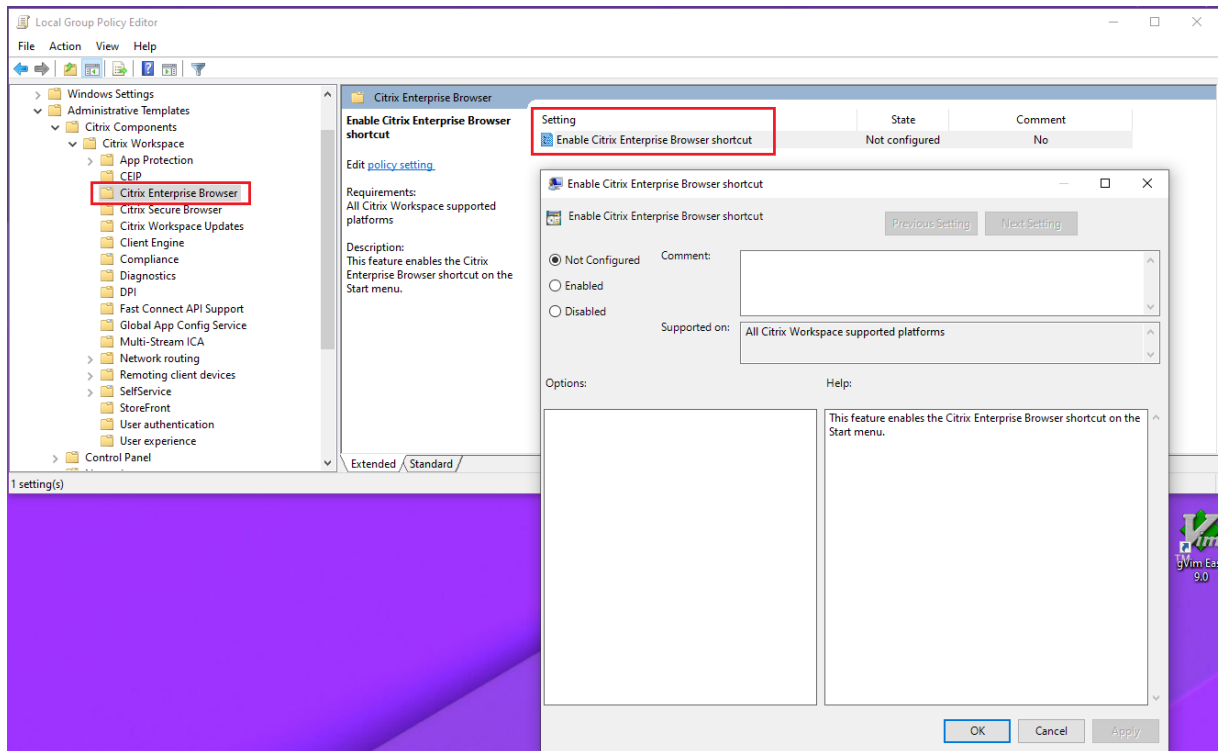 Local Group Policy Editor
File Action View Help
Windows Settings
Administrative Templates
Citrix Components
Citrix Workspace
App Protection
CEIP
Citrix Enterprise Browser
Citrix Secure Browser
Citrix Workspace Updates
Client Engine
Compliance
Diagnostics
DPI
Fast Connect API Support
Global App Config Service
Multi-Stream ICA
Network routing
Remoting client devices
SelfService
StoreFront
User authentication
User experience
Control Panel
1 setting(s)
Citrix Enterprise Browser
Enable Citrix Enterprise Browser
shortcut
Edit policy setting
Requirements:
All Citrix Workspace supported
platforms
Description:
This feature enables the Citrix
Enterprise Browser shortcut on the
Start menu.
Setting State Comment
Enable Citrix Enterprise Browser shortcut Not configured No
Extended Standard
Enable Citrix Enterprise Browser shortcut
Enable Citrix Enterprise Browser shortcut
Previous Setting Next Setting
Not Configured
Enabled
Disabled
Comment:
Supported on:
All Citrix Workspace supported platforms
Options:
Help:
This feature enables the Citrix Enterprise Browser shortcut on the
Start menu.
OK Cancel Apply
Vim
gVim Eas
9.0